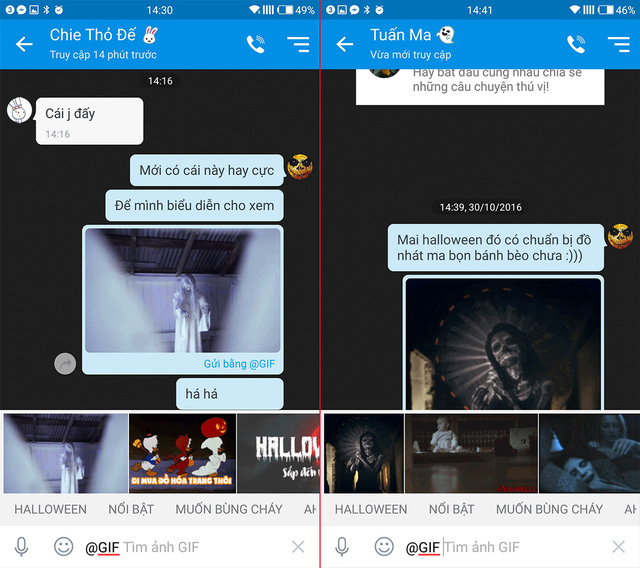 14:30
49%
Chie Thỏ Đế
Truy cập 14 phút trước
14:16
Cái j đấy
14:16
Mới có cái này hay cực
Để mình biểu diễn cho xem
Gửi bằng @GIF
há há
ĐI MUA ĐỒ HÓA TRANG THÔI
HALLOW
Sắp đến
HALLOWEEN
NỔI BẬT
MUỐN BÙNG CHÁY
@GIF Tìm ảnh GIF
14:41
46%
Tuấn Ma
Vừa mới truy cập
Hãy bắt đầu cùng nhau chia sẻ
những câu chuyện thú vị!
14:39, 30/10/2016
Mai halloween đó có chuẩn bị đồ
nhát ma bọn bánh bèo chưa :)))
HALLOWEEN
NỔI BẬT
MUỐN BÙNG CHÁY
@GIF Tìm ảnh GIF